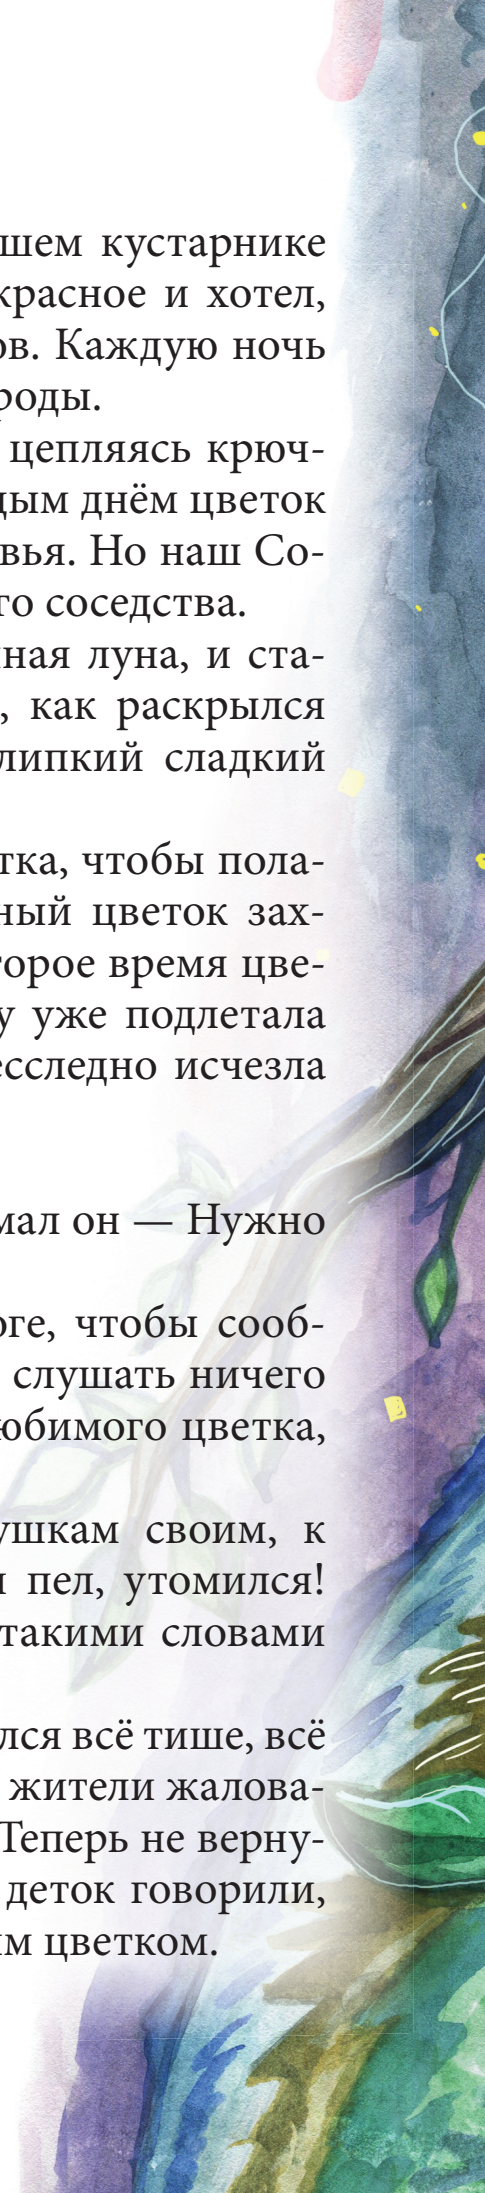 шем кустарнике
красное и хотел,
ов. Каждую ночь
роды.
цепляясь крюч-
дым днём цветок
вья. Но наш Со-
го соседства.
ная луна, и ста-
, как раскрылся
липкий сладкий
тка, чтобы пола-
ный цветок зах-
торое время цве-
у уже подлетала
есследно исчезла
мал он — Нужно
оге, чтобы сооб-
слушать ничего
юбимого цветка,
ушкам своим, к
и пел, утомился!
такими словами
лся всё тише, всё
жители жалова-
Теперь не верну-
деток говорили,
им цветком.